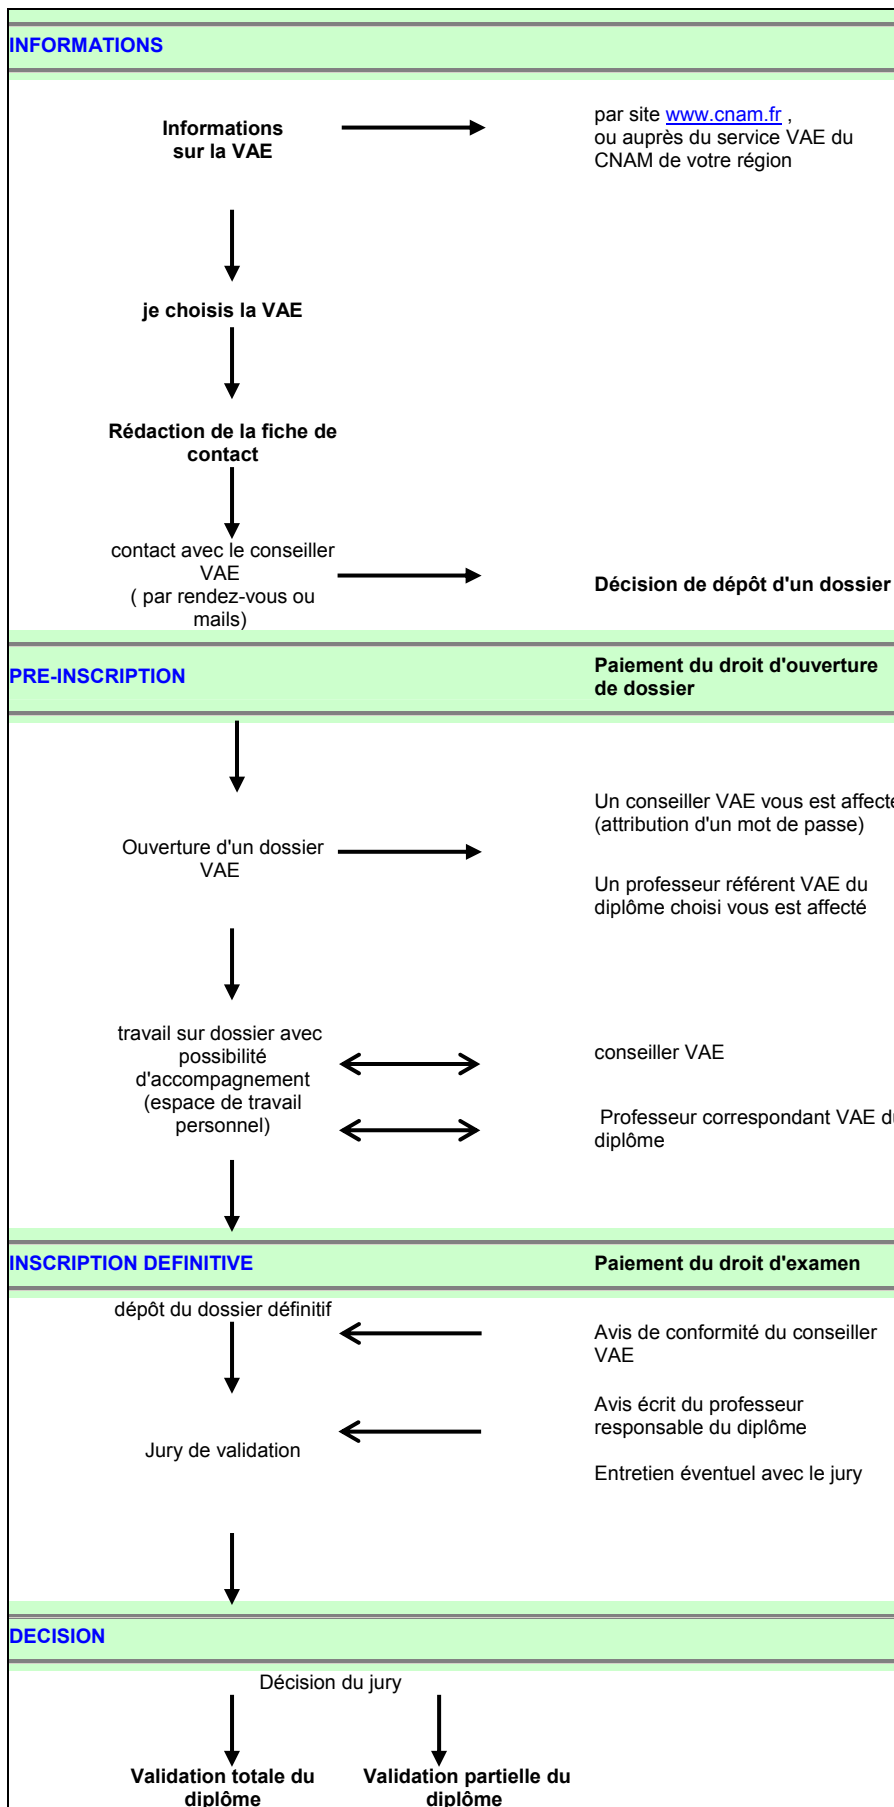 INFORMATIONS
Informations
sur la VAE
par site www.cnam.fr ,
ou auprès du service VAE du
CNAM de votre région
je choisis la VAE
Rédaction de la fiche de
contact
contact avec le conseiller
VAE
( par rendez-vous ou
mails)
Décision de dépôt d'un dossier
PRE-INSCRIPTION
Paiement du droit d'ouverture
de dossier
Ouverture d'un dossier
VAE
Un conseiller VAE vous est affecté
(attribution d'un mot de passe)
Un professeur référent VAE du
diplôme choisi vous est affecté
travail sur dossier avec
possibilité
d'accompagnement
(espace de travail
personnel)
conseiller VAE
Professeur correspondant VAE du
diplôme
INSCRIPTION DEFINITIVE
Paiement du droit d'examen
dépôt du dossier définitif
Avis de conformité du conseiller
VAE
Jury de validation
Avis écrit du professeur
responsable du diplôme
Entretien éventuel avec le jury
DECISION
Décision du jury
Validation totale du
diplôme
Validation partielle du
diplôme